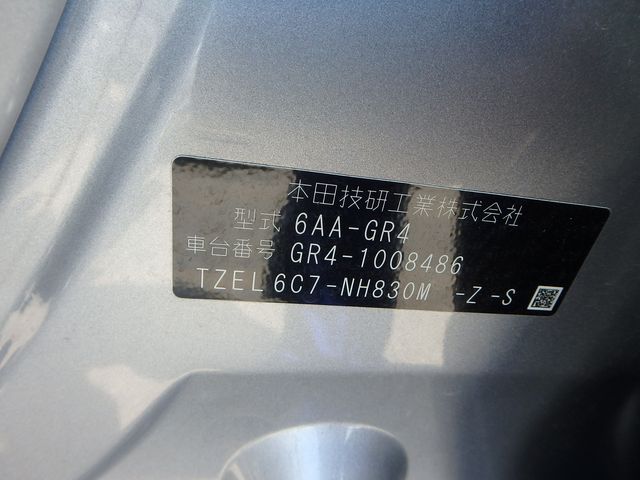 本田技研工業株式会社
型式 6AA-GR4
車台番号 GR4-1008486
TZEL 6C7-NH830M -Z -S